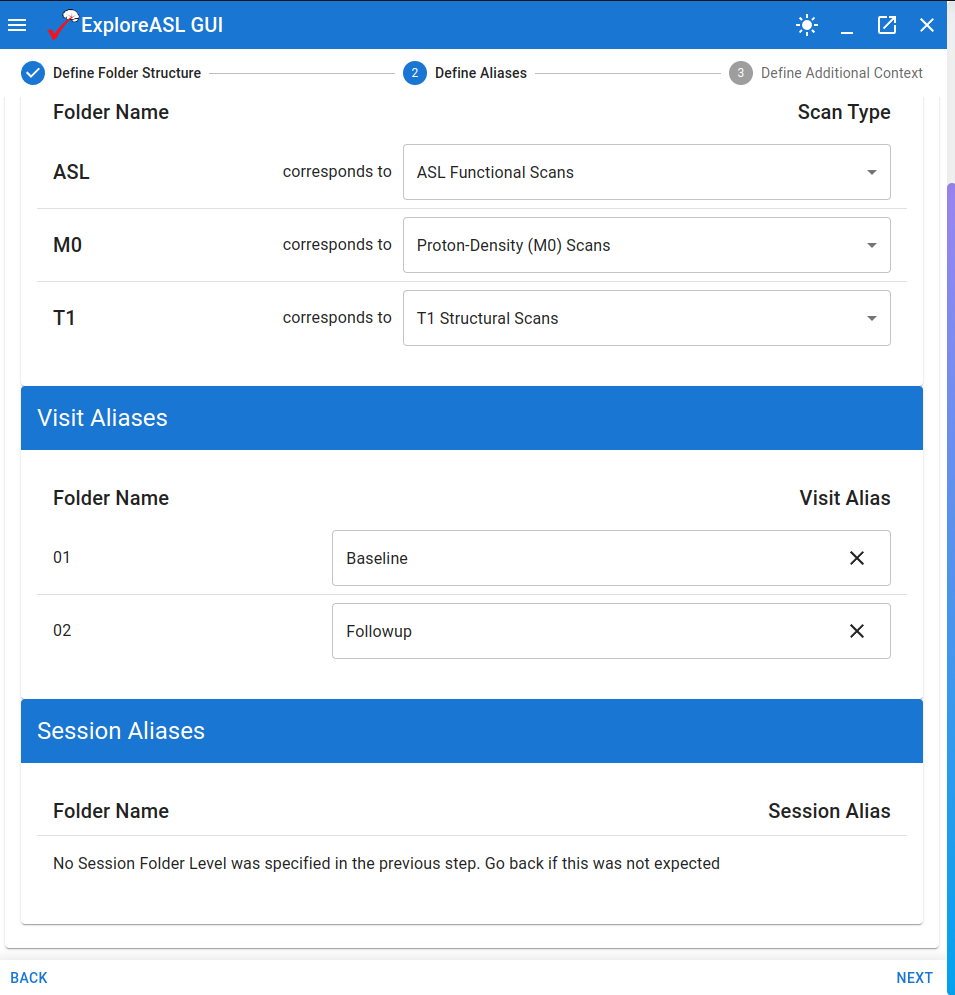 ExploreASL GUI
Define Folder Structure 2 Define Aliases 3 Define Additional Context
Folder Name Scan Type
ASL corresponds to ASL Functional Scans
M0 corresponds to Proton-Density (M0) Scans
T1 corresponds to T1 Structural Scans
Visit Aliases
Folder Name Visit Alias
01 Baseline
02 Followup
Session Aliases
Folder Name Session Alias
No Session Folder Level was specified in the previous step. Go back if this was not expected
BACK NEXT